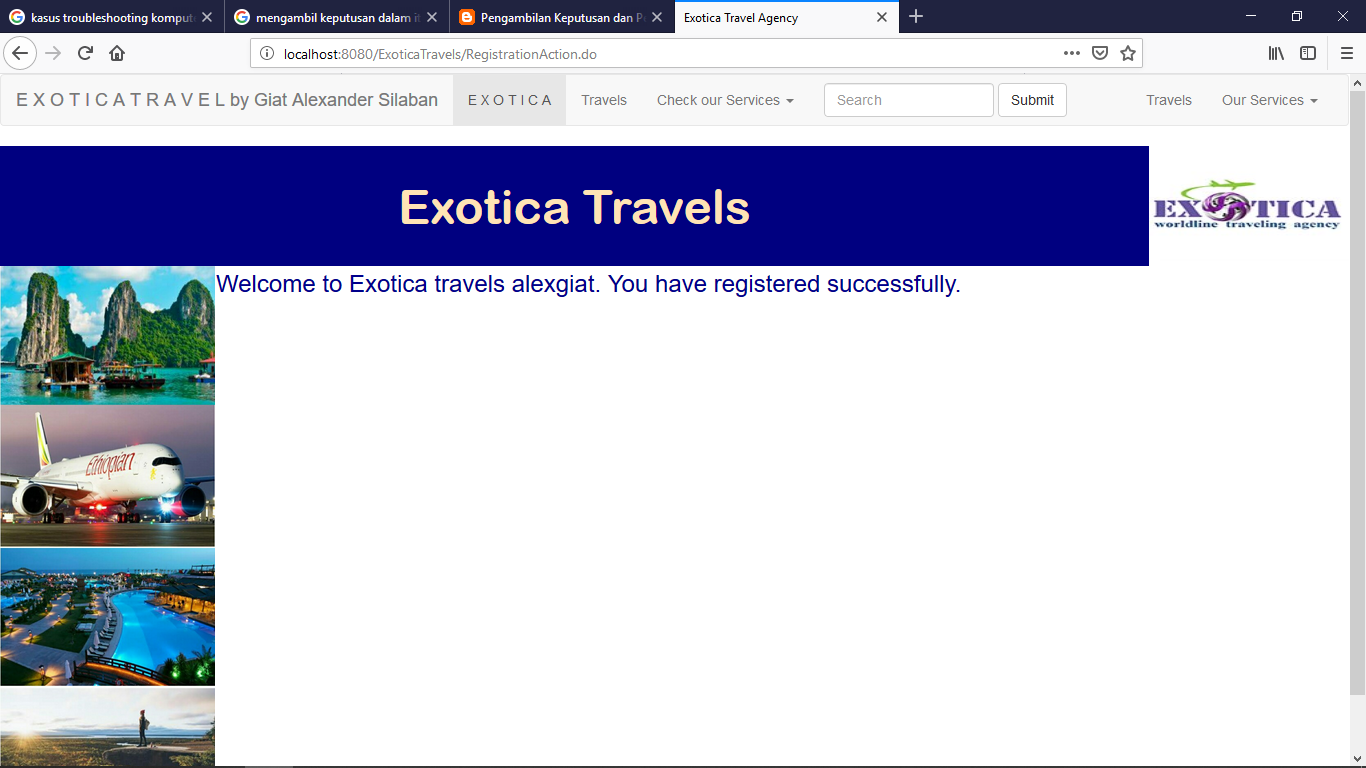 kasus troubleshooting kompute
mengambil keputusan dalam it
Pengambilan Keputusan dan P
Exotica Travel Agency
localhost:8080/ExoticaTravels/RegistrationAction.do
E X O T I C A T R A V E L by Giat Alexander Silaban
E X O T I C A
Travels
Check our Services
Search
Submit
Travels
Our Services
Exotica Travels
EXOTICA
worldline traveling agency
Welcome to Exotica travels alexgiat. You have registered successfully.
Ethiopian